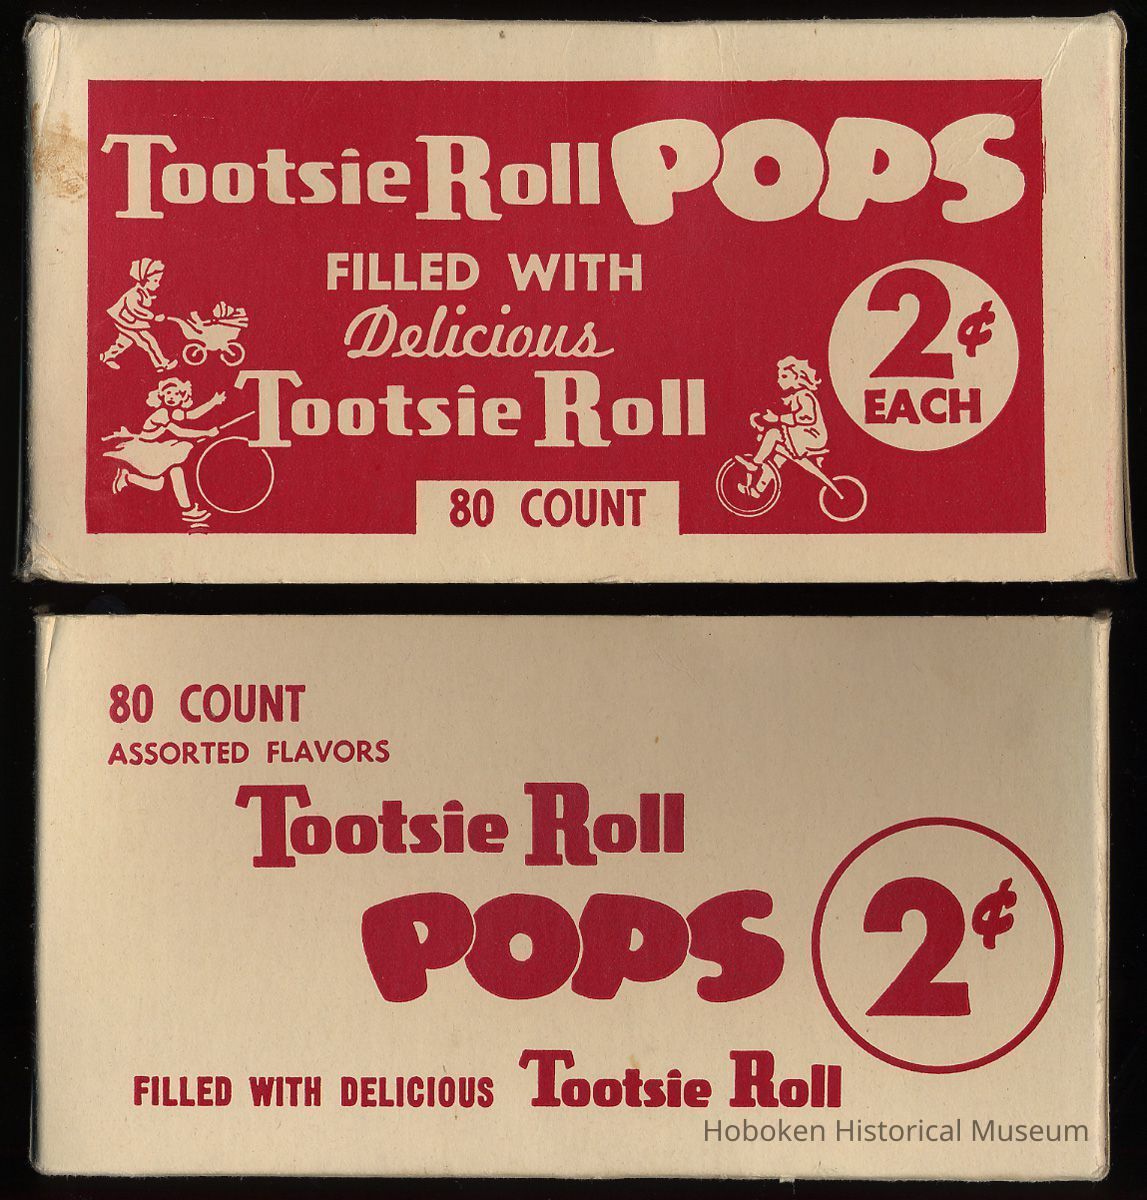 Tootsie Roll POPS
FILLED WITH
Delicious
Tootsie Roll
2¢
EACH
80 COUNT
80 COUNT
ASSORTED FLAVORS
Tootsie Roll
POPS
2¢
FILLED WITH DELICIOUS Tootsie Roll
Hoboken Historical Museum